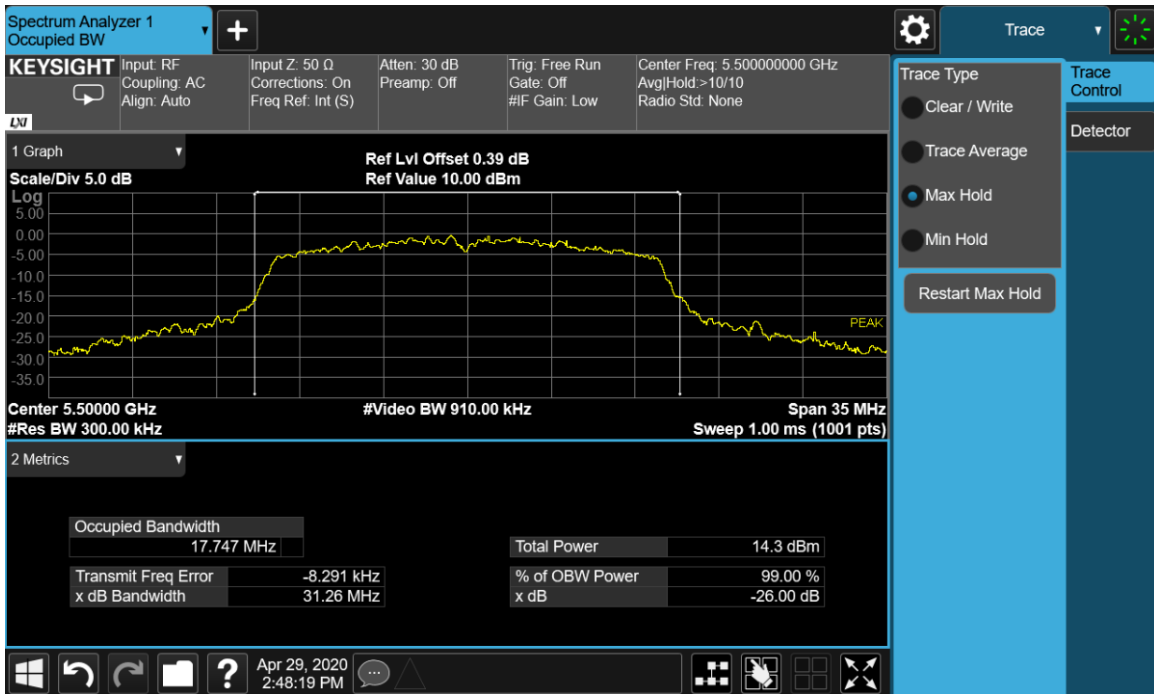 Spectrum Analyzer 1
Occupied BW
Trace
KEYSIGHT
LXI
Input: RF
Coupling: AC
Align: Auto
Input Z: 50 Ω
Corrections: On
Freq Ref: Int (S)
Atten: 30 dB
Preamp: Off
Trig: Free Run
Gate: Off
#IF Gain: Low
Center Freq: 5.500000000 GHz
Avg|Hold:>10/10
Radio Std: None
1 Graph
Scale/Div 5.0 dB
Ref Lvl Offset 0.39 dB
Ref Value 10.00 dBm
Log
5.00
0.00
-5.00
-10.0
-15.0
-20.0
-25.0
-30.0
-35.0
PEAK
Center 5.50000 GHz
#Video BW 910.00 kHz
Span 35 MHz
#Res BW 300.00 kHz
Sweep 1.00 ms (1001 pts)
2 Metrics
Occupied Bandwidth
17.747 MHz
Total Power 14.3 dBm
Transmit Freq Error -8.291 kHz
% of OBW Power 99.00 %
x dB Bandwidth 31.26 MHz
x dB -26.00 dB
Trace Type
Clear / Write
Trace Average
Max Hold
Min Hold
Restart Max Hold
Trace
Control
Detector
?
Apr 29, 2020
2:48:19 PM